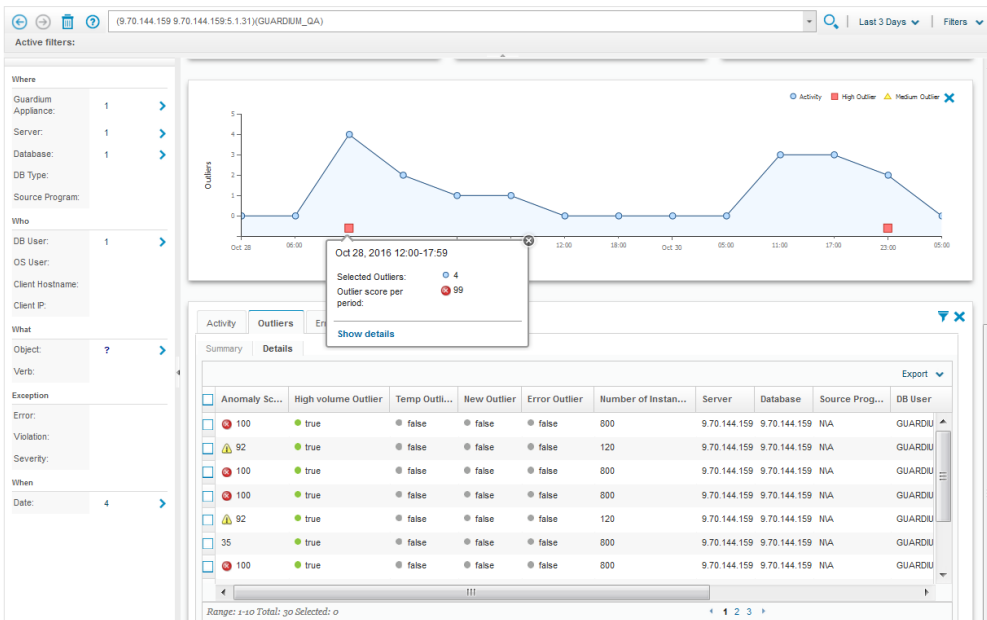 (9.70.144.159 9.70.144.159:5.1.31)(GUARDIUM_QA)
Last 3 Days
Filters
Active filters:
Where
Guardium Appliance: 1
Server: 1
Database: 1
DB Type:
Source Program:
Who
DB User: 1
OS User:
Client Hostname:
Client IP:
What
Object: ?
Verb:
Exception
Error:
Violation:
Severity:
When
Date: 4
Activity High Outlier Medium Outlier
Outliers
5
4
3
2
1
0
Oct 28 06:00 12:00 18:00 Oct 30 05:00 11:00 17:00 23:00 05:00
Oct 28, 2016 12:00-17:59
Selected Outliers: 4
Outlier score per period: 99
Show details
Activity Outliers En
Summary Details
Export
Anomaly Sc... High volume Outlier Temp Outli... New Outlier Error Outlier Number of Instan... Server Database Source Prog... DB User
100 true false false false 800 9.70.144.159 9.70.144.159 N\A GUARDIU
92 true false false false 120 9.70.144.159 9.70.144.159 N\A GUARDIU
100 true false false false 800 9.70.144.159 9.70.144.159 N\A GUARDIU
100 true false false false 800 9.70.144.159 9.70.144.159 N\A GUARDIU
92 true false false false 120 9.70.144.159 9.70.144.159 N\A GUARDIU
35 true false false false 800 9.70.144.159 9.70.144.159 N\A GUARDIU
100 true false false false 800 9.70.144.159 9.70.144.159 N\A GUARDIU
Range: 1-10 Total: 30 Selected: 0
1 2 3